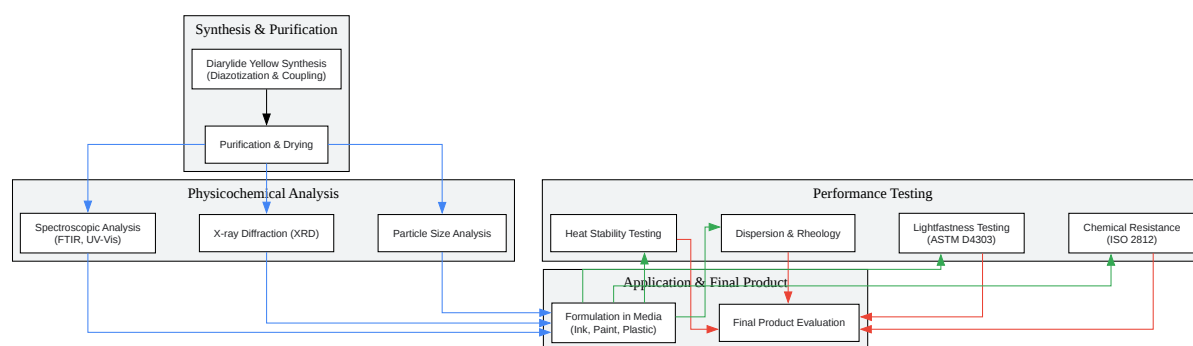 Synthesis & Purification
Diarylide Yellow Synthesis
(Diazotization & Coupling)
Purification & Drying
Physicochemical Analysis
Spectroscopic Analysis
(FTIR, UV-Vis)
X-ray Diffraction (XRD)
Particle Size Analysis
Performance Testing
Heat Stability Testing
Dispersion & Rheology
Lightfastness Testing
(ASTM D4303)
Chemical Resistance
(ISO 2812)
Application & Final Product
Formulation in Media
(Ink, Paint, Plastic)
Final Product Evaluation